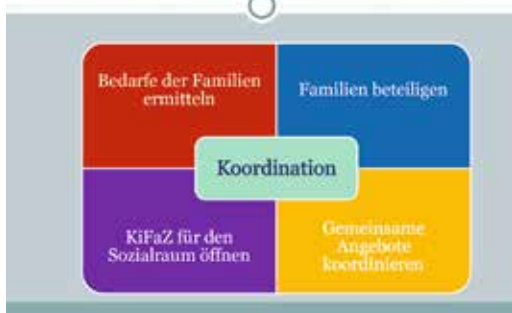 Bedarfe der Familien
ermitteln
Familien beteiligen
Koordination
KiFaZ für den
Sozialraum öffnen
Gemeinsame
Angebote
koordinieren